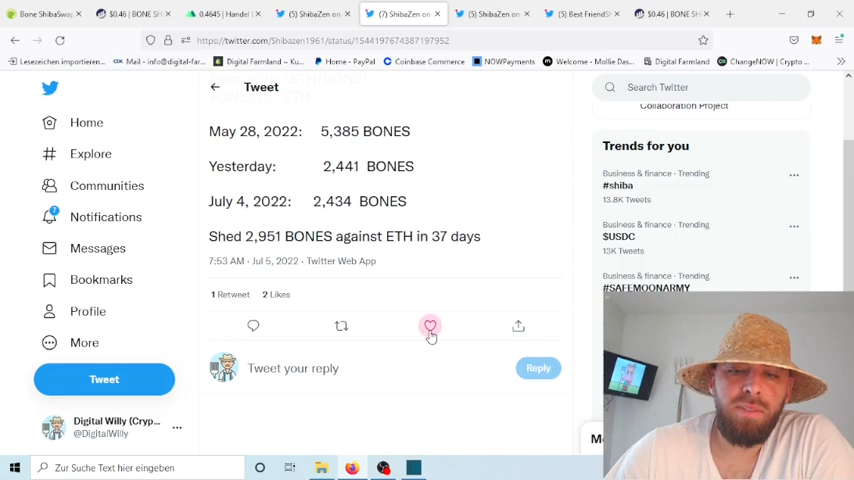 Bone ShibaSwap
$0.46 | BONE SH
0.4645 | Handel
(5) ShibaZen on
(7) ShibaZen on
(5) ShibaZen on
(5) Best FriendSh
$0.46 | BONE SH
https://twitter.com/Shibazen1961/status/1544197674387197952
Lesezeichen importieren...
Mail - info@digital-far...
Digital Farmland – Ku...
Home - PayPal
Coinbase Commerce
NOWPayments
Welcome - Mollie Das...
Digital Farmland
ChangeNOW | Crypto ...
Tweet
Search Twitter
Collaboration Project
Home
Explore
Communities
7
Notifications
Messages
Bookmarks
Profile
More
Tweet
Digital Willy (Cryp...
@DigitalWilly
May 28, 2022: 5,385 BONES
Yesterday: 2,441 BONES
July 4, 2022: 2,434 BONES
Shed 2,951 BONES against ETH in 37 days
7:53 AM · Jul 5, 2022 · Twitter Web App
1 Retweet 2 Likes
Tweet your reply
Reply
Trends for you
Business & finance · Trending
#shiba
13.8K Tweets
Business & finance · Trending
$USDC
13K Tweets
Business & finance · Trending
#SAFEMOONARMY
Zur Suche Text hier eingeben